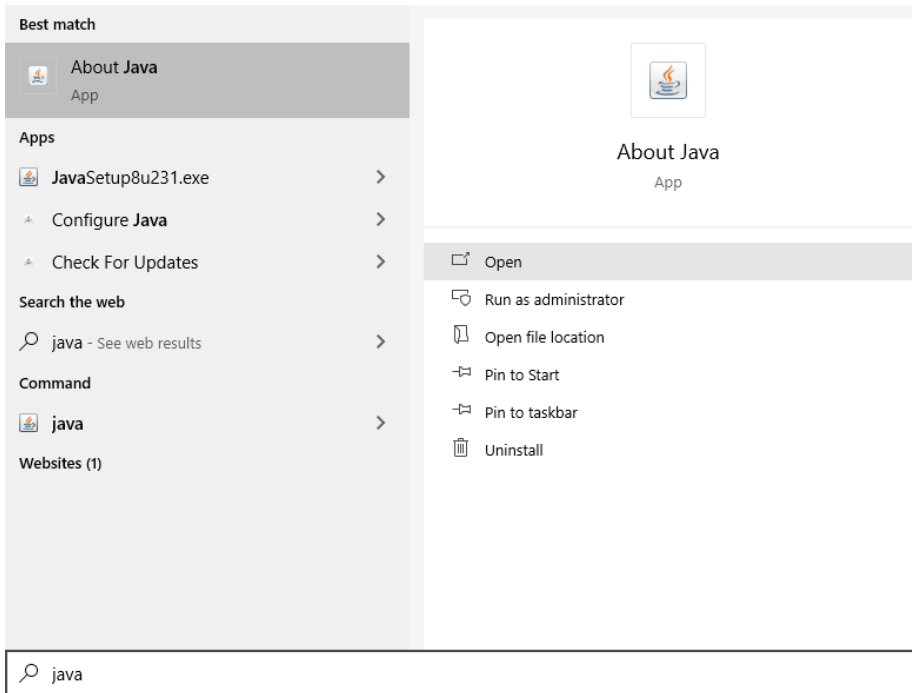 Best match
About Java
App
Apps
JavaSetup8u231.exe
Configure Java
Check For Updates
Search the web
java - See web results
Command
java
Websites (1)
About Java
App
Open
Run as administrator
Open file location
Pin to Start
Pin to taskbar
Uninstall
java